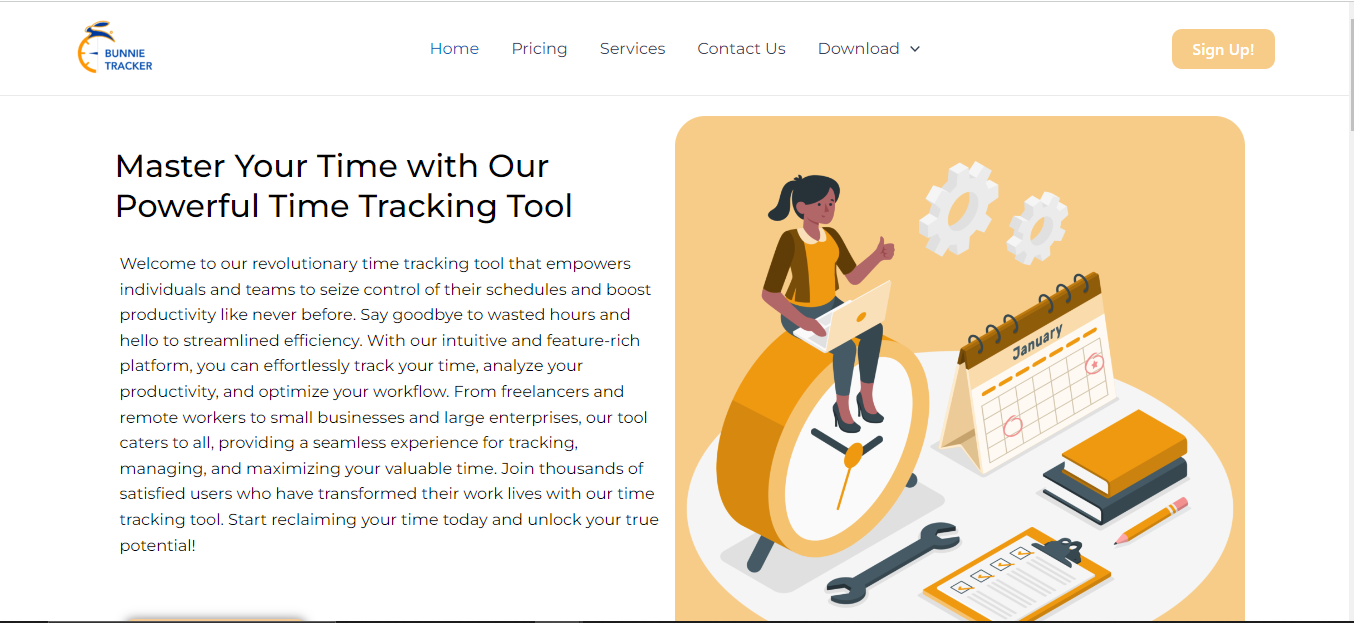 BUNNIE
TRACKER
Home Pricing Services Contact Us Download
Sign Up!
Master Your Time with Our
Powerful Time Tracking Tool
Welcome to our revolutionary time tracking tool that empowers
individuals and teams to seize control of their schedules and boost
productivity like never before. Say goodbye to wasted hours and
hello to streamlined efficiency. With our intuitive and feature-rich
platform, you can effortlessly track your time, analyze your
productivity, and optimize your workflow. From freelancers and
remote workers to small businesses and large enterprises, our tool
caters to all, providing a seamless experience for tracking,
managing, and maximizing your valuable time. Join thousands of
satisfied users who have transformed their work lives with our time
tracking tool. Start reclaiming your time today and unlock your true
potential!
January